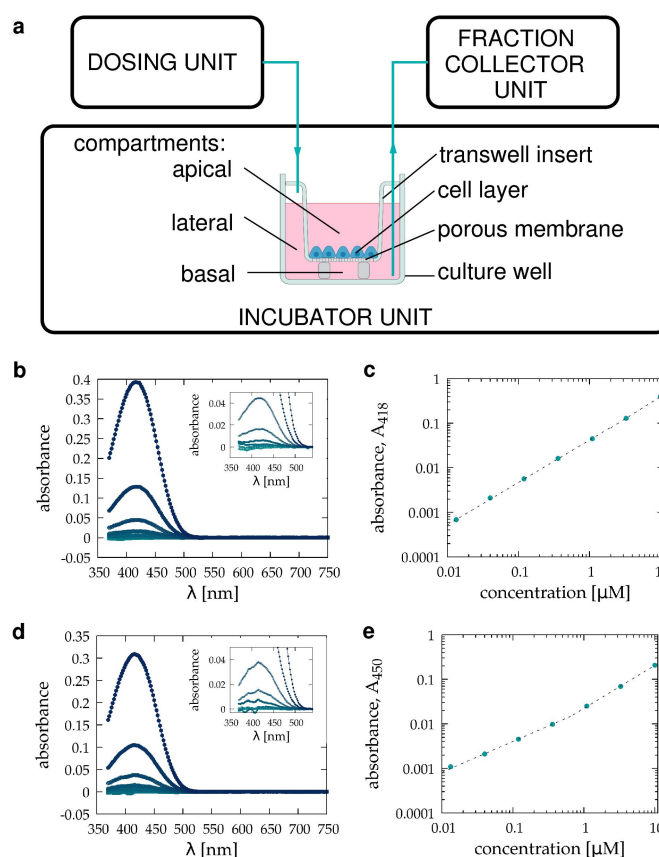 a
DOSING UNIT
FRACTION
COLLECTOR
UNIT
compartments:
apical
lateral
basal
transwell insert
cell layer
porous membrane
culture well
INCUBATOR UNIT
b
absorbance
0.4
0.35
0.3
0.25
0.2
0.15
0.1
0.05
0
-0.05
350 400 450 500 550 600 650 700 750
λ [nm]
absorbance
0.04
0.02
0
350 400 450 500
λ [nm]
c
absorbance, A418
1
0.1
0.01
0.001
0.0001
0.01 0.1 1 10
concentration [μM]
d
absorbance
0.35
0.3
0.25
0.2
0.15
0.1
0.05
0
-0.05
350 400 450 500 550 600 650 700 750
λ [nm]
absorbance
0.04
0.02
0
350 400 450 500
λ [nm]
e
absorbance, A450
1
0.1
0.01
0.001
0.0001
0.01 0.1 1 10
concentration [μM]